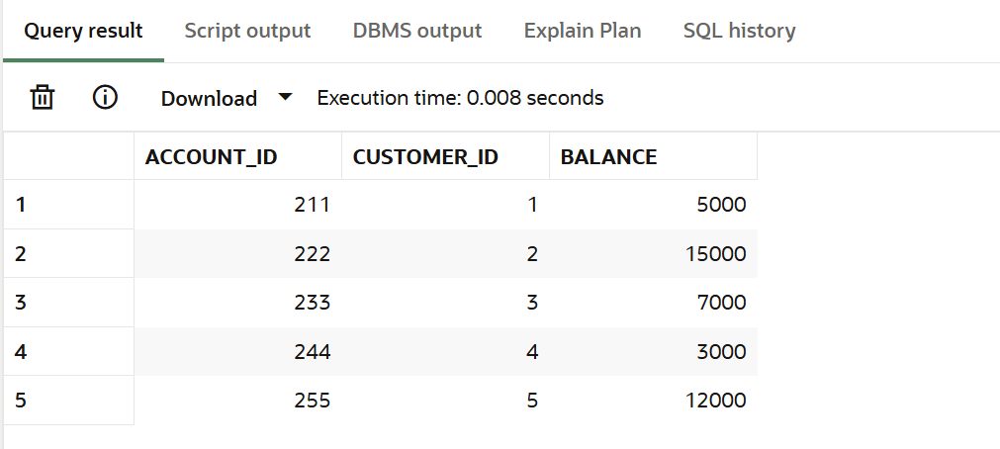 Query result Script output DBMS output Explain Plan SQL history
Download Execution time: 0.008 seconds
ACCOUNT_ID CUSTOMER_ID BALANCE
1 211 1 5000
2 222 2 15000
3 233 3 7000
4 244 4 3000
5 255 5 12000